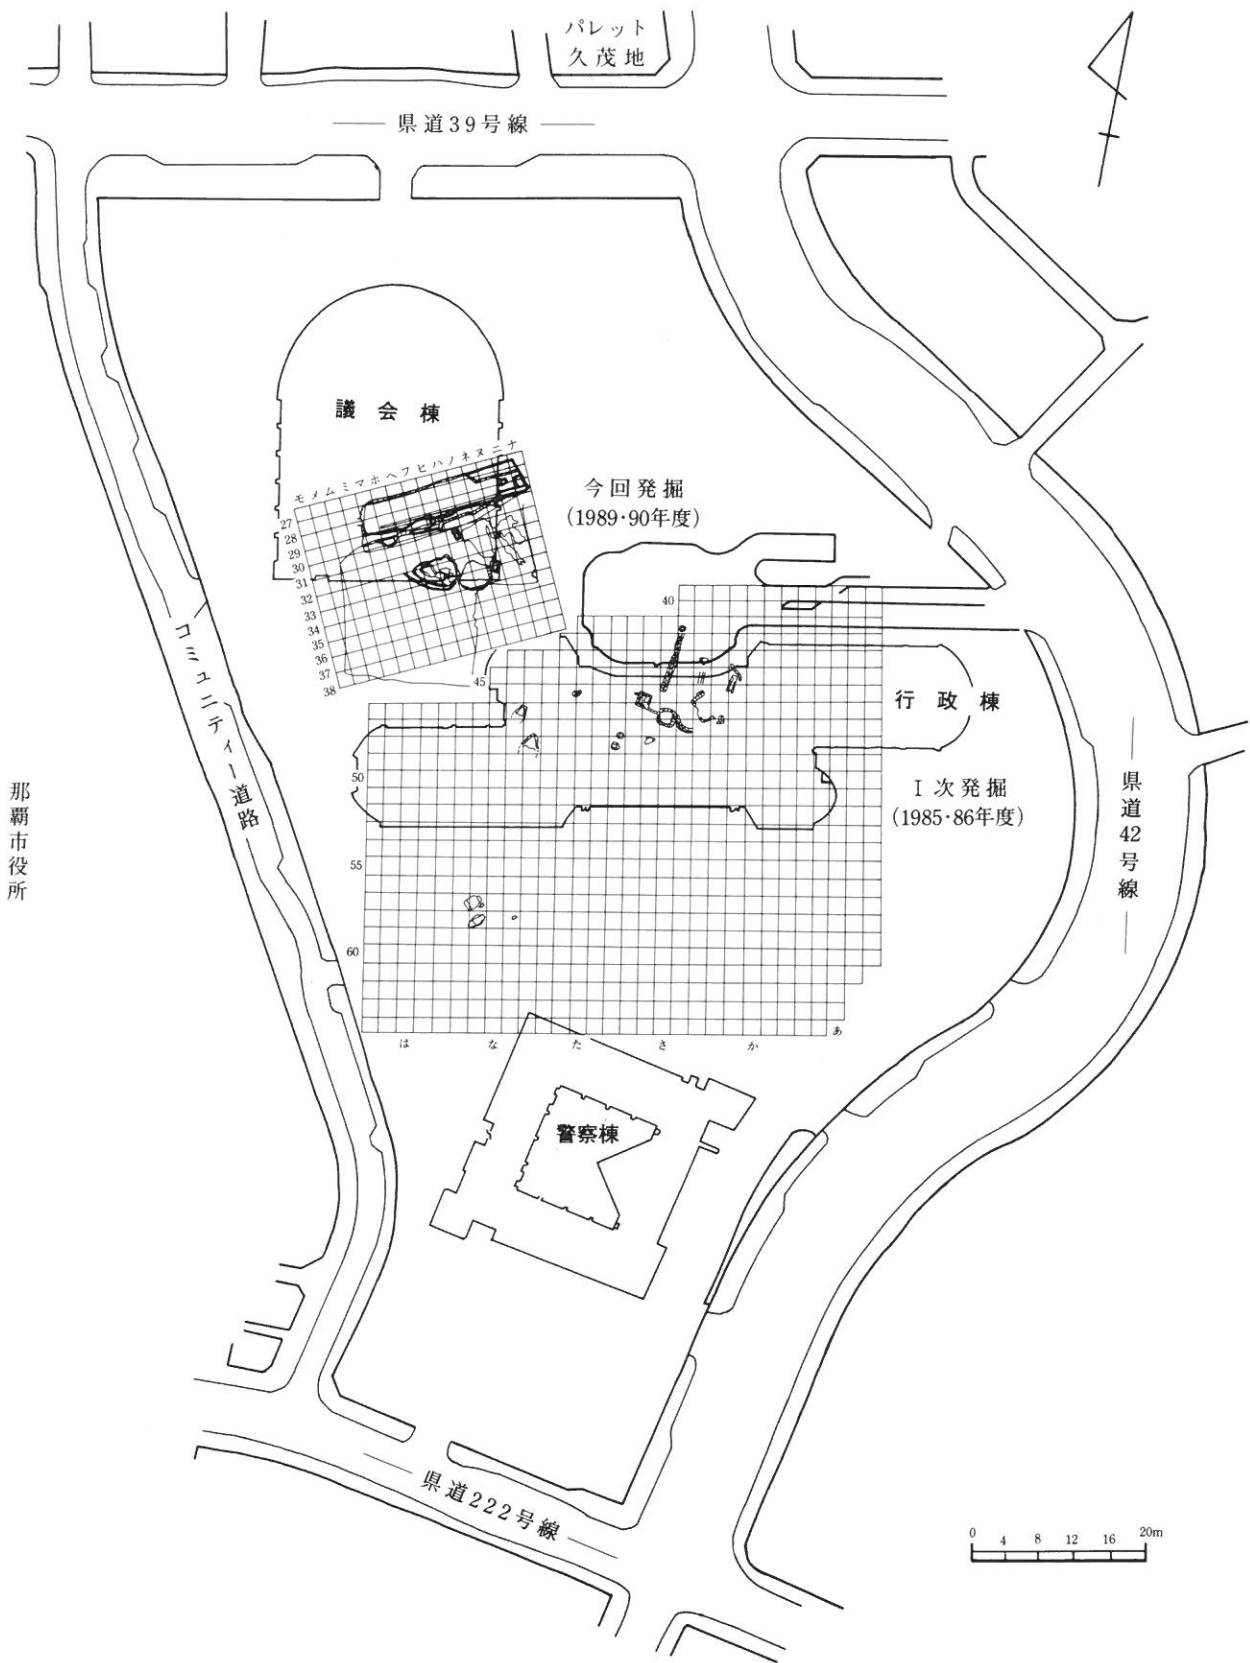 パレット
久茂地
県道39号線
議会棟
モメムミマホヘフヒハノネヌニナ
27
28
29
30
31
32
33
34
35
36
37
38
今回発掘
(1989·90年度)
40
45
行政棟
50
Ⅰ次発掘
(1985·86年度)
55
60
あ
は
な
た
さ
か
コミュニティー道路
那覇市役所
県道42号線
警察棟
県道222号線
0 4 8 12 16 20m